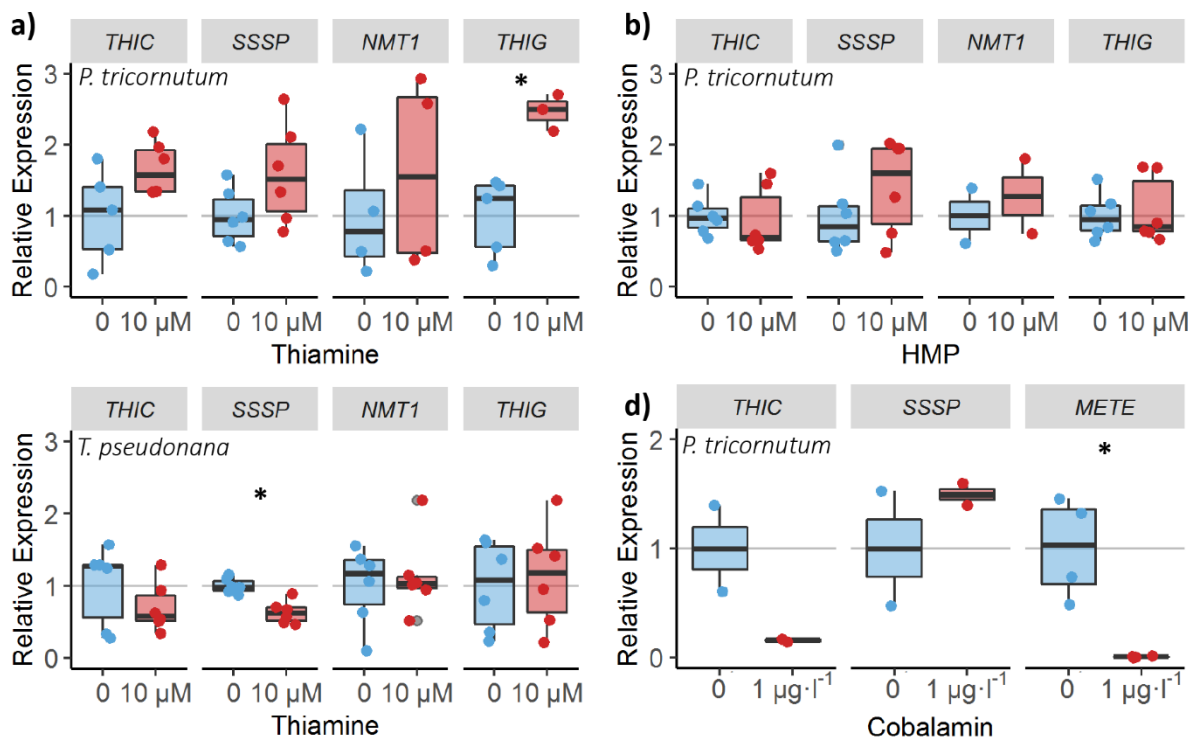 a)
THIC SSSP NMT1 THIG
P. tricornutum
*
Relative Expression
3
2
1
0
0 10 µM 0 10 µM 0 10 µM 0 10 µM
Thiamine
b)
THIC SSSP NMT1 THIG
P. tricornutum
Relative Expression
3
2
1
0
0 10 µM 0 10 µM 0 10 µM 0 10 µM
HMP
THIC SSSP NMT1 THIG
T. pseudonana
*
Relative Expression
3
2
1
0
0 10 µM 0 10 µM 0 10 µM 0 10 µM
Thiamine
d)
THIC SSSP METE
P. tricornutum
*
Relative Expression
2
1
0
0 1 µg·l⁻¹ 0 1 µg·l⁻¹ 0 1 µg·l⁻¹
Cobalamin